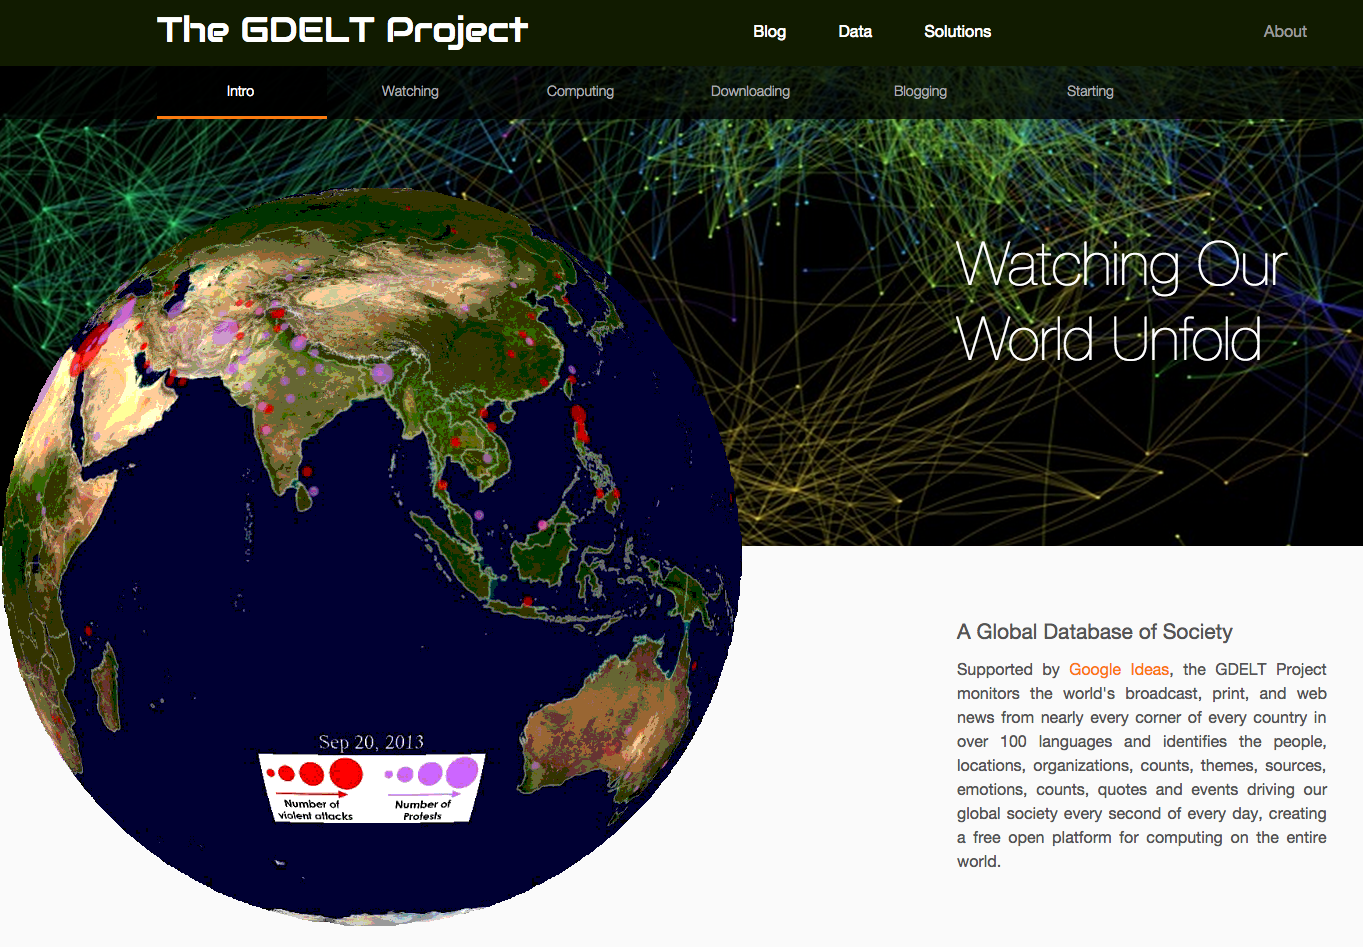 The GDELT Project
Blog
Data
Solutions
About
Intro
Watching
Computing
Downloading
Blogging
Starting
Watching Our
World Unfold
Sep 20, 2013
Number of
violent attacks
Number of
Protests
A Global Database of Society
Supported by Google Ideas, the GDELT Project
monitors the world's broadcast, print, and web
news from nearly every corner of every country in
over 100 languages and identifies the people,
locations, organizations, counts, themes, sources,
emotions, counts, quotes and events driving our
global society every second of every day, creating
a free open platform for computing on the entire
world.